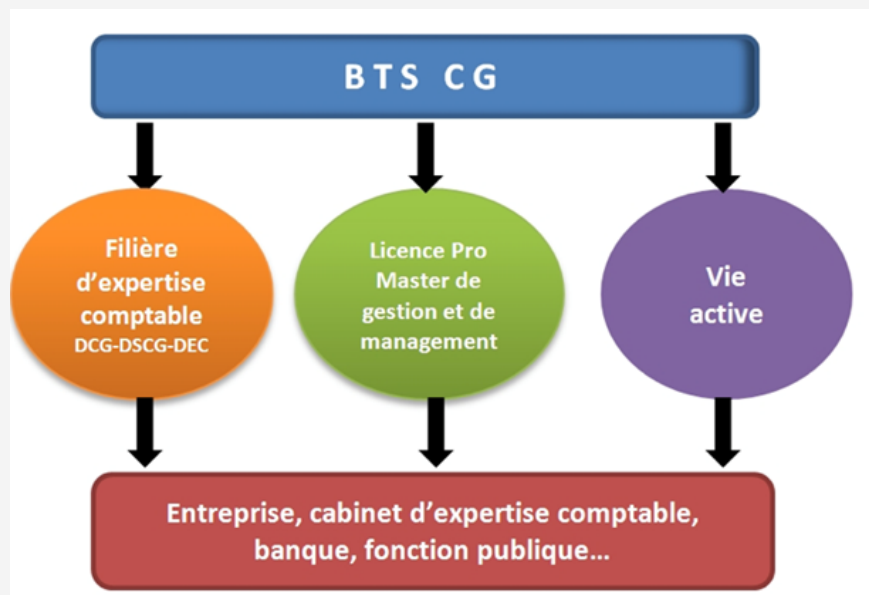 BTS CG
Filière
d’expertise
comptable
DCG-DSCG-DEC
Licence Pro
Master de
gestion et de
management
Vie
active
Entreprise, cabinet d’expertise comptable,
banque, fonction publique…